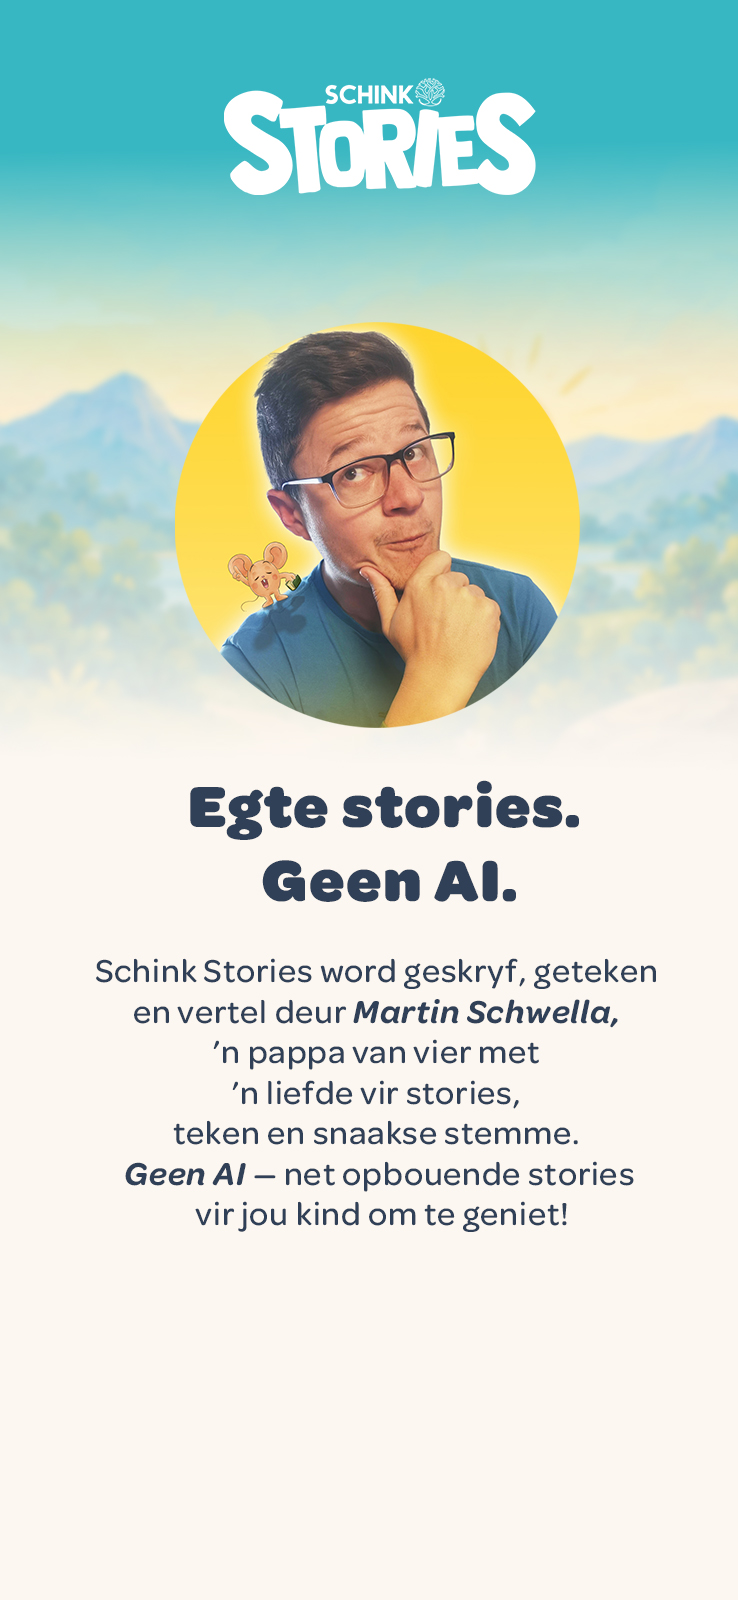 SCHINK
STORIES
Egte stories.
Geen AI.
Schink Stories word geskryf, geteken
en vertel deur Martin Schwella,
’n pappa van vier met
’n liefde vir stories,
teken en snaakse stemme.
Geen AI – net opbouende stories
vir jou kind om te geniet!